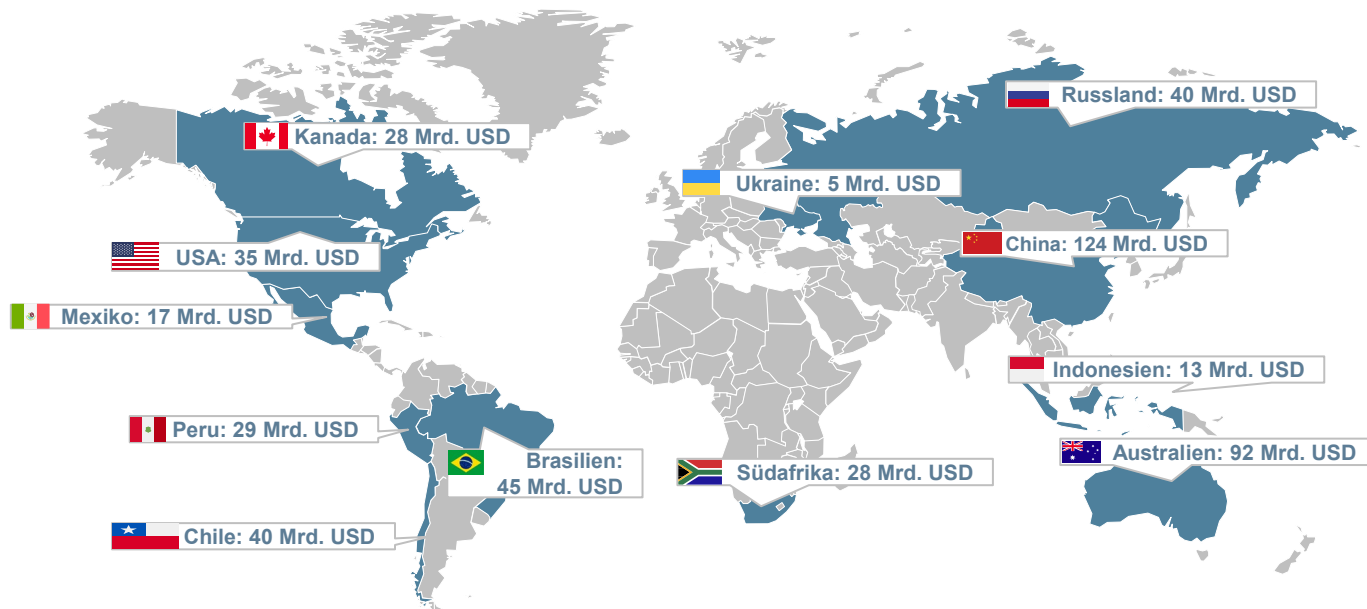 Russland: 40 Mrd. USD
Kanada: 28 Mrd. USD
Ukraine: 5 Mrd. USD
China: 124 Mrd. USD
USA: 35 Mrd. USD
Mexiko: 17 Mrd. USD
Indonesien: 13 Mrd. USD
Peru: 29 Mrd. USD
Australien: 92 Mrd. USD
Brasilien:
45 Mrd. USD
Südafrika: 28 Mrd. USD
Chile: 40 Mrd. USD